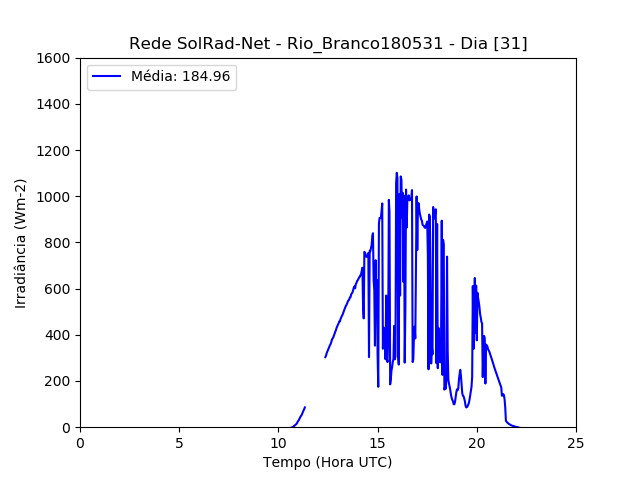 Rede SolRad-Net - Rio_Branco180531 - Dia [31]
Média: 184.96
Irradiância (Wm-2)
1600
1400
1200
1000
800
600
400
200
0
0 5 10 15 20 25
Tempo (Hora UTC)